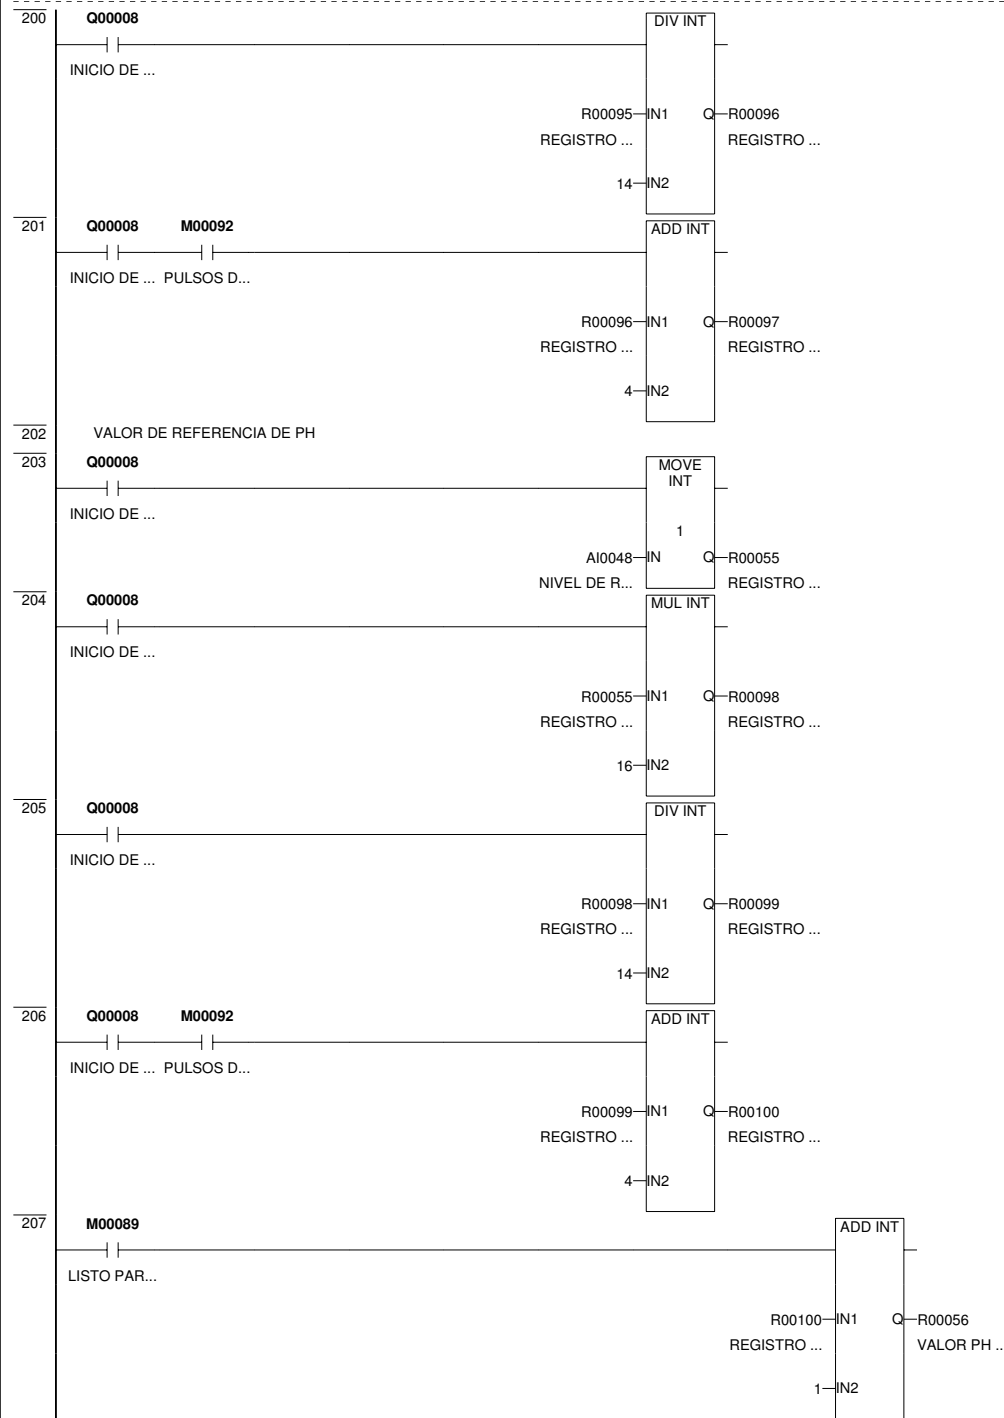 200 Q00008 DIV INT
INICIO DE ...
R00095 IN1 Q R00096
REGISTRO ... REGISTRO ...
14 IN2
201 Q00008 M00092 ADD INT
INICIO DE ... PULSOS D...
R00096 IN1 Q R00097
REGISTRO ... REGISTRO ...
4 IN2
202 VALOR DE REFERENCIA DE PH
203 Q00008 MOVE
INT
INICIO DE ...
1
AI0048 IN Q R00055
NIVEL DE R... REGISTRO ...
204 Q00008 MUL INT
INICIO DE ...
R00055 IN1 Q R00098
REGISTRO ... REGISTRO ...
16 IN2
205 Q00008 DIV INT
INICIO DE ...
R00098 IN1 Q R00099
REGISTRO ... REGISTRO ...
14 IN2
206 Q00008 M00092 ADD INT
INICIO DE ... PULSOS D...
R00099 IN1 Q R00100
REGISTRO ... REGISTRO ...
4 IN2
207 M00089 ADD INT
LISTO PAR...
R00100 IN1 Q R00056
REGISTRO ... VALOR PH ..
1 IN2